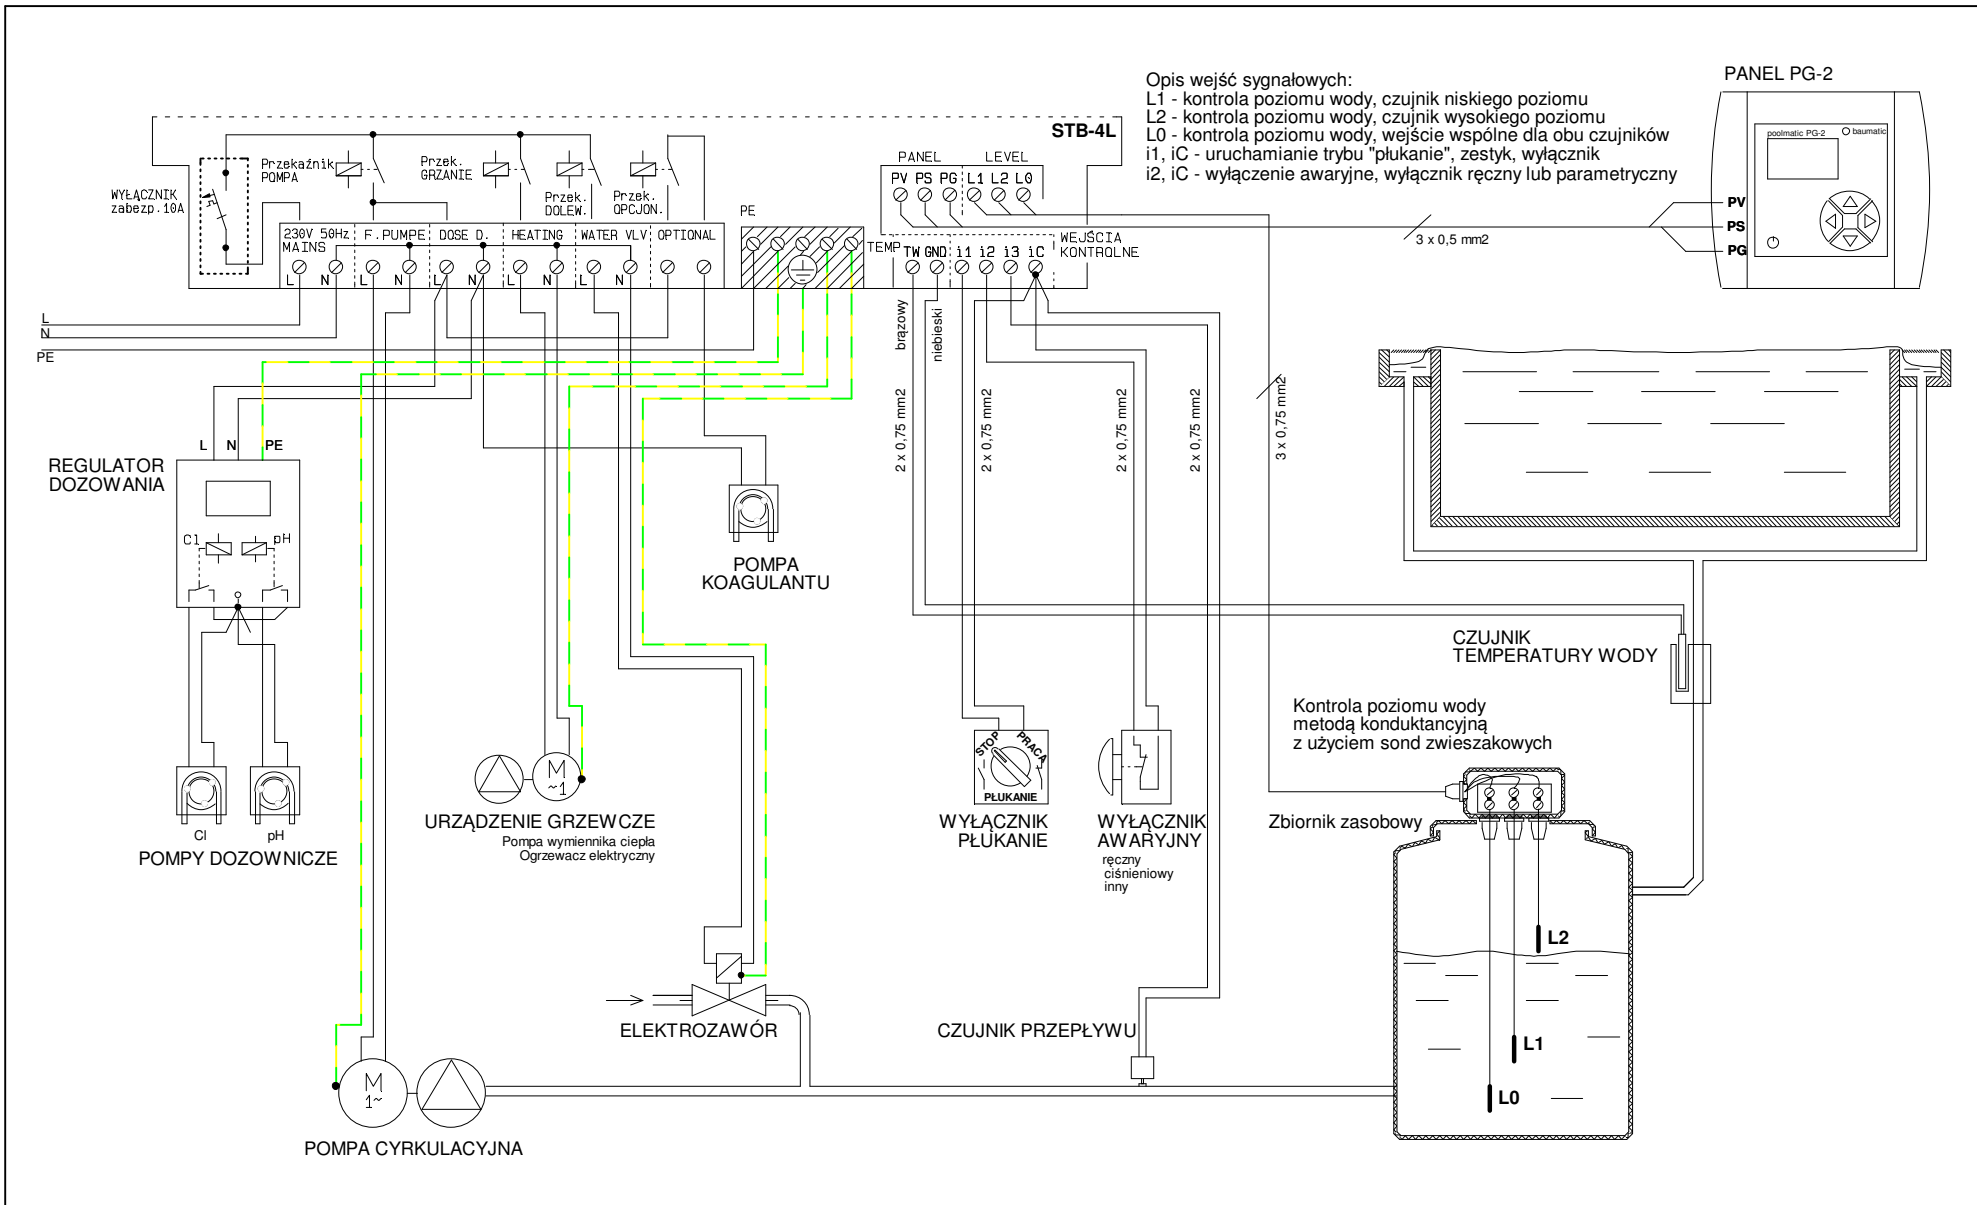 Opis wejść sygnałowych:
L1 - kontrola poziomu wody, czujnik niskiego poziomu
L2 - kontrola poziomu wody, czujnik wysokiego poziomu
L0 - kontrola poziomu wody, wejście wspólne dla obu czujników
i1, iC - uruchamianie trybu "płukanie", zestyk, wyłącznik
i2, iC - wyłączenie awaryjne, wyłącznik ręczny lub parametryczny
PANEL PG-2
poolmatic PG-2
baumatic
PV
PS
PG
STB-4L
WYŁĄCZNIK
zabezp.10A
Przekaźnik
POMPA
Przek.
GRZANIE
Przek.
DOLEW.
Przek.
OPCJON.
PE
PANEL
LEVEL
PV PS PG L1 L2 L0
230V 50Hz
MAINS
F.PUMPE
DOSE D.
HEATING
WATER VLV
OPTIONAL
L N L N L N L N L N
TEMP
TW GND i1 i2 i3 iC
WEJŚCIA
KONTROLNE
3 x 0,5 mm2
L
N
PE
brązowy
niebieski
2 x 0,75 mm2
2 x 0,75 mm2
2 x 0,75 mm2
2 x 0,75 mm2
3 x 0,75 mm2
L N PE
REGULATOR
DOZOWANIA
Cl
pH
POMPA
KOAGULANTU
CZUJNIK
TEMPERATURY WODY
Kontrola poziomu wody
metodą konduktancyjną
z użyciem sond zwieszakowych
Zbiornik zasobowy
STOP
PRACA
PŁUKANIE
WYŁĄCZNIK
PŁUKANIE
WYŁĄCZNIK
AWARYJNY
ręczny
ciśnieniowy
inny
M
~1
URZĄDZENIE GRZEWCZE
Pompa wymiennika ciepła
Ogrzewacz elektryczny
Cl
pH
POMPY DOZOWNICZE
L2
L1
L0
ELEKTROZAWÓR
CZUJNIK PRZEPŁYWU
M
1~
POMPA CYRKULACYJNA